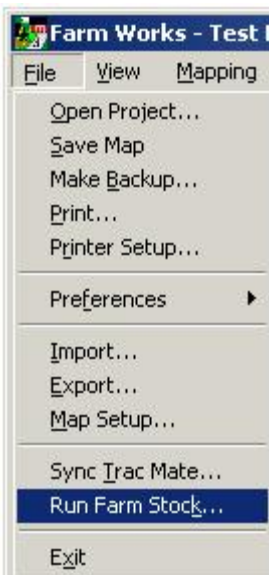 Farm Works - Test
File View Mapping
Open Project...
Save Map
Make Backup...
Print...
Printer Setup...
Preferences
Import...
Export...
Map Setup...
Sync Trac Mate...
Run Farm Stock...
Exit